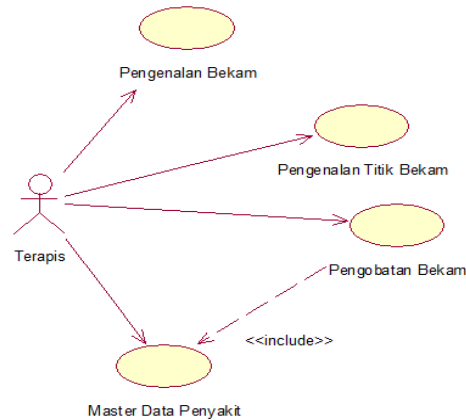 Pengenalan Bekam
Pengenalan Titik Bekam
Terapis
Pengobatan Bekam
<<include>>
Master Data Penyakit